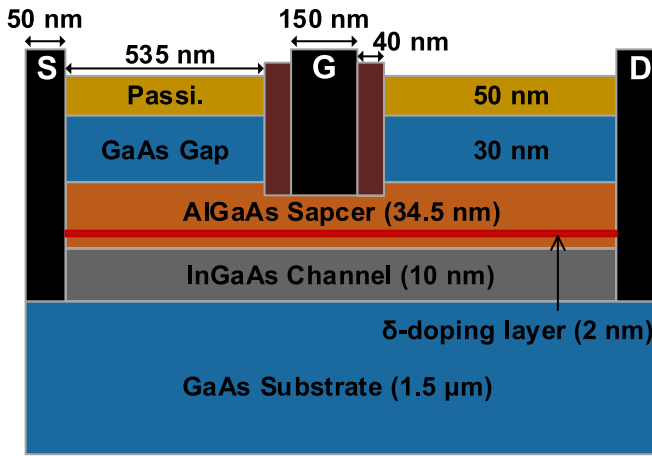 50 nm
150 nm
535 nm
40 nm
S
G
D
Passi.
50 nm
GaAs Gap
30 nm
AlGaAs Sapcer (34.5 nm)
InGaAs Channel (10 nm)
δ-doping layer (2 nm)
GaAs Substrate (1.5 μm)